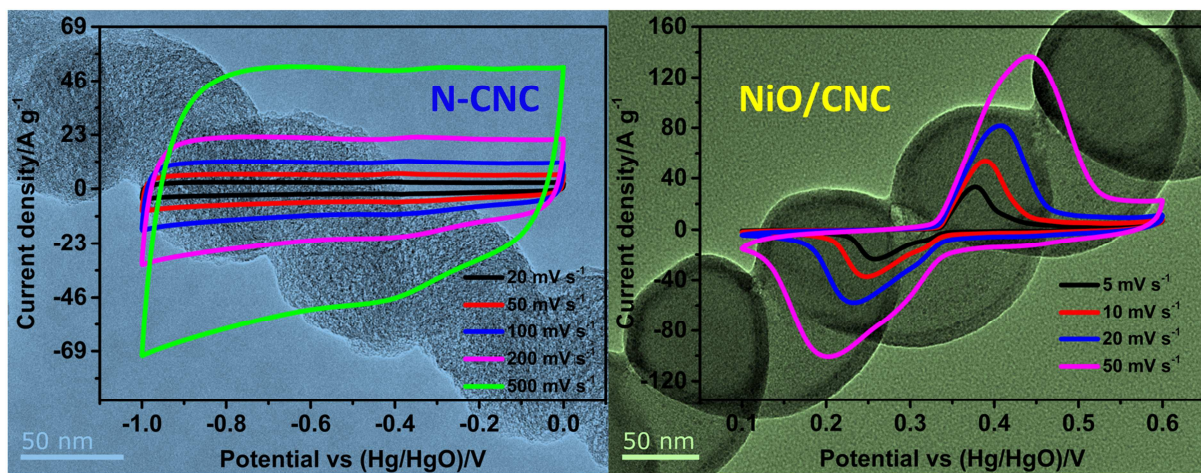 69
46
23
0
-23
-46
-69
Current density/A g-1
N-CNC
20 mV s-1
50 mV s-1
100 mV s-1
200 mV s-1
500 mV s-1
-1.0 -0.8 -0.6 -0.4 -0.2 0.0
Potential vs (Hg/HgO)/V
50 nm
160
120
80
40
0
-40
-80
-120
Current density/A g-1
NiO/CNC
5 mV s-1
10 mV s-1
20 mV s-1
50 mV s-1
0.1 0.2 0.3 0.4 0.5 0.6
Potential vs (Hg/HgO)/V
50 nm